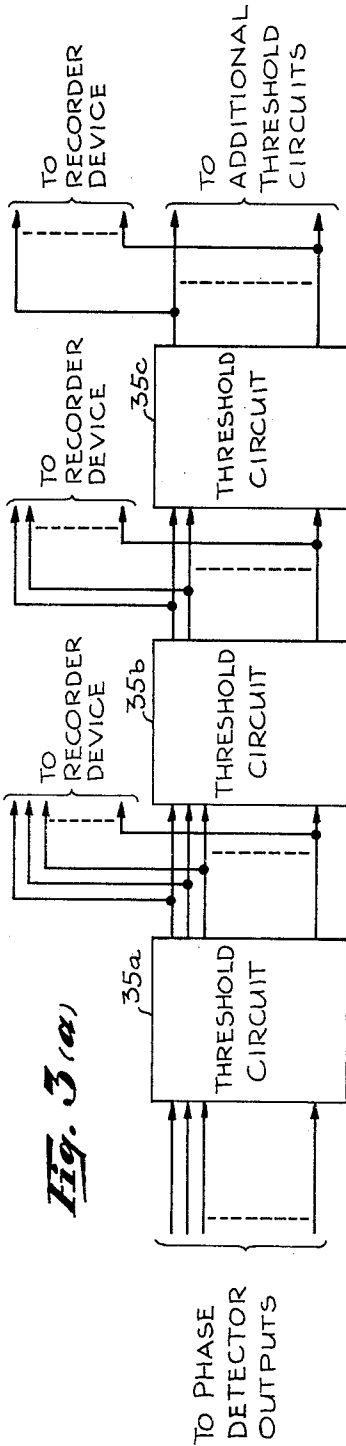 Fig. 3(a)
TO PHASE
DETECTOR
OUTPUTS
35a
THRESHOLD
CIRCUIT
TO
RECORDER
DEVICE
35b
THRESHOLD
CIRCUIT
TO
RECORDER
DEVICE
35c
THRESHOLD
CIRCUIT
TO
RECORDER
DEVICE
TO
ADDITIONAL
THRESHOLD
CIRCUITS